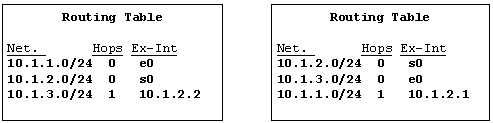 Routing Table
Net. Hops Ex-Int
10.1.1.0/24 0 e0
10.1.2.0/24 0 s0
10.1.3.0/24 1 10.1.2.2
Routing Table
Net. Hops Ex-Int
10.1.2.0/24 0 s0
10.1.3.0/24 0 e0
10.1.1.0/24 1 10.1.2.1